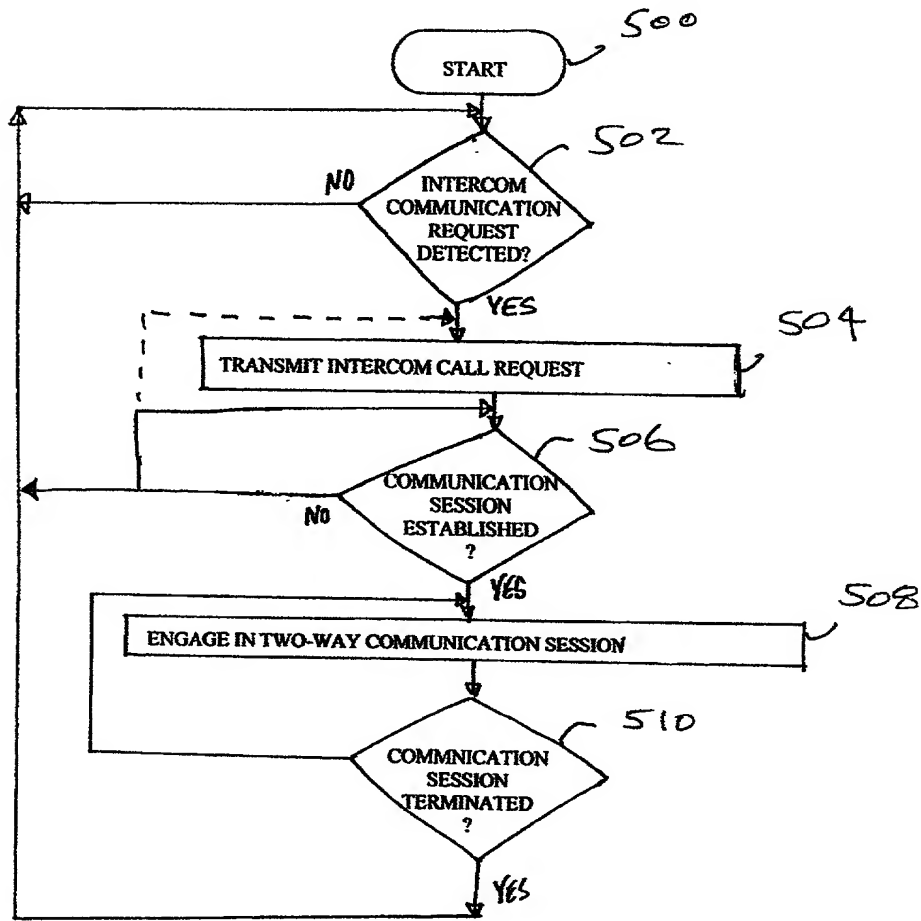 500
START
502
NO
INTERCOM
COMMUNICATION
REQUEST
DETECTED?
YES
504
TRANSMIT INTERCOM CALL REQUEST
506
COMMUNICATION
SESSION
ESTABLISHED
?
NO
YES
508
ENGAGE IN TWO-WAY COMMUNICATION SESSION
510
COMMNICATION
SESSION
TERMINATED
?
YES